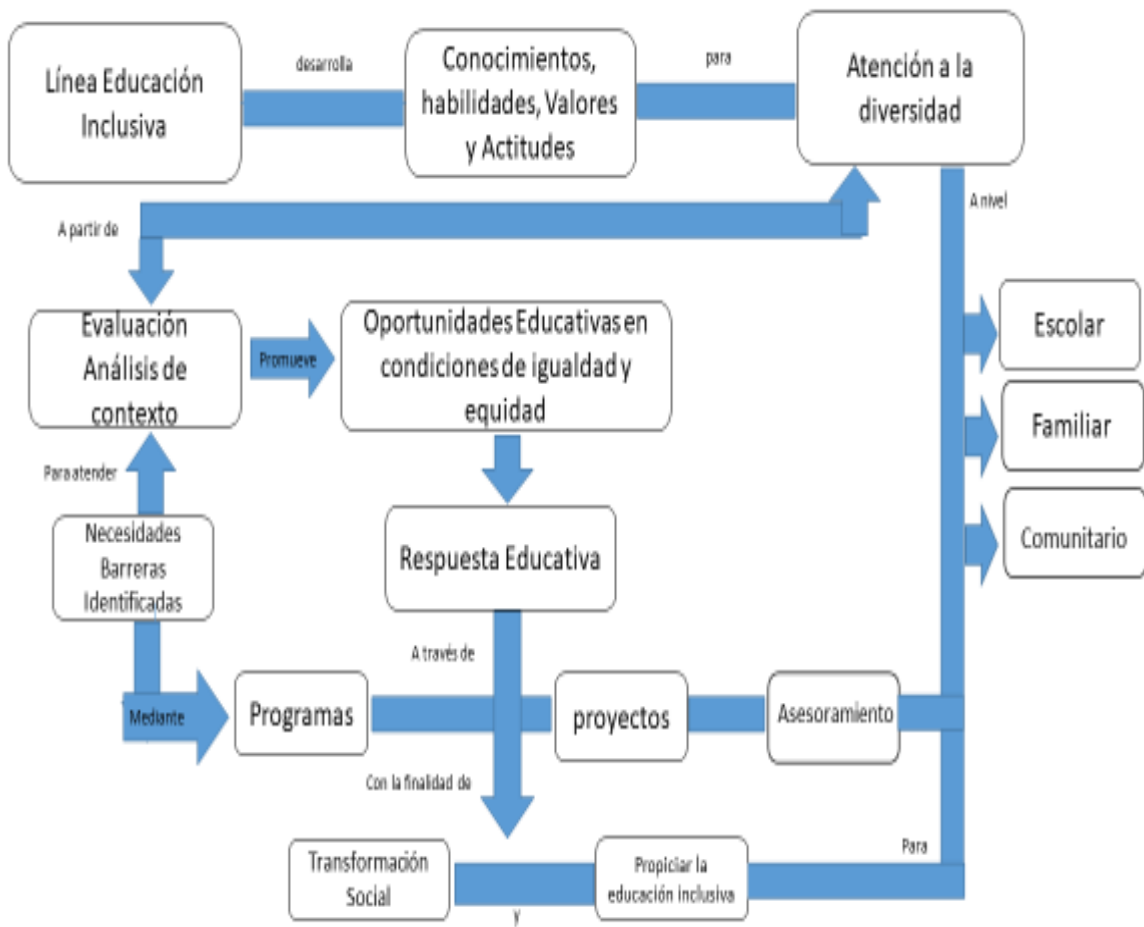 Línea Educación
Inclusiva
desarrolla
Conocimientos,
habilidades, Valores
y Actitudes
para
Atención a la
diversidad
A partir de
A nivel
Evaluación
Análisis de
contexto
Promueve
Oportunidades Educativas en
condiciones de igualdad y
equidad
Escolar
Familiar
Comunitario
Para atender
Necesidades
Barreras
Identificadas
Respuesta Educativa
A través de
Mediante
Programas
proyectos
Asesoramiento
Con la finalidad de
Para
Transformación
Social
y
Propiciar la
educación inclusiva